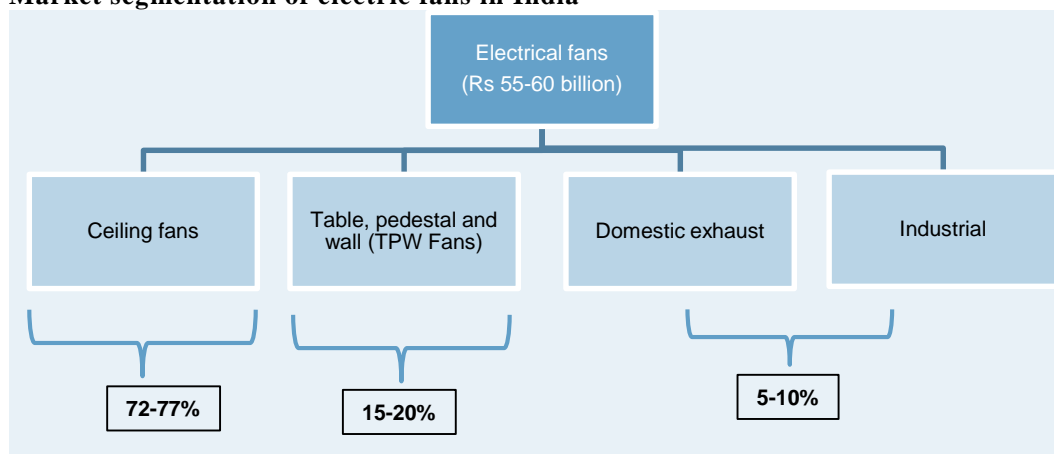 Market segmentation of electric fans in India
Electrical fans
(Rs 55-60 billion)
Ceiling fans
Table, pedestal and
wall (TPW Fans)
Domestic exhaust
Industrial
72-77%
15-20%
5-10%